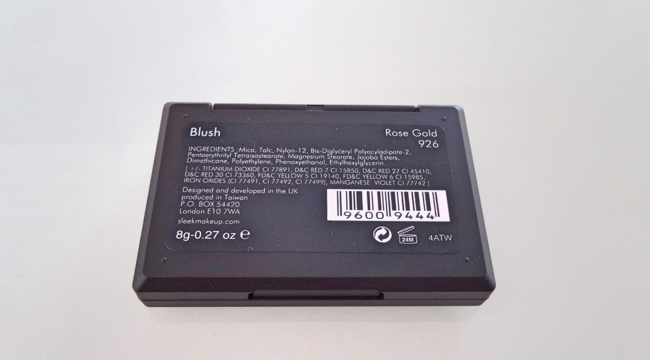 Blush
Rose Gold
926
INGREDIENTS :Mica, Talc, Nylon-12, Bis-Diglyceryl Polyacyladipate-2,
Pentaerythrityl Tetraisostearate, Magnesium Stearate, Jojoba Esters,
Dimethicone, Polyethylene, Phenoxyethanol, Ethylhexylglycerin.
[ +/- TITANIUM DIOXIDE CI 77891, D&C RED 7 CI 15850, D&C RED 27 CI 45410,
D&C RED 30 CI 73360, FD&C YELLOW 5 CI 19140, FD&C YELLOW 6 CI 15985,
IRON OXIDES (CI 77491, CI 77492, CI 77499), MANGANESE VIOLET CI 77742 ]
Designed and developed in the UK
produced in Taiwan
P.O. BOX 54420
London E10 7WA
sleekmakeup.com
8g-0.27 oz e
9600 9444
24M
4ATW